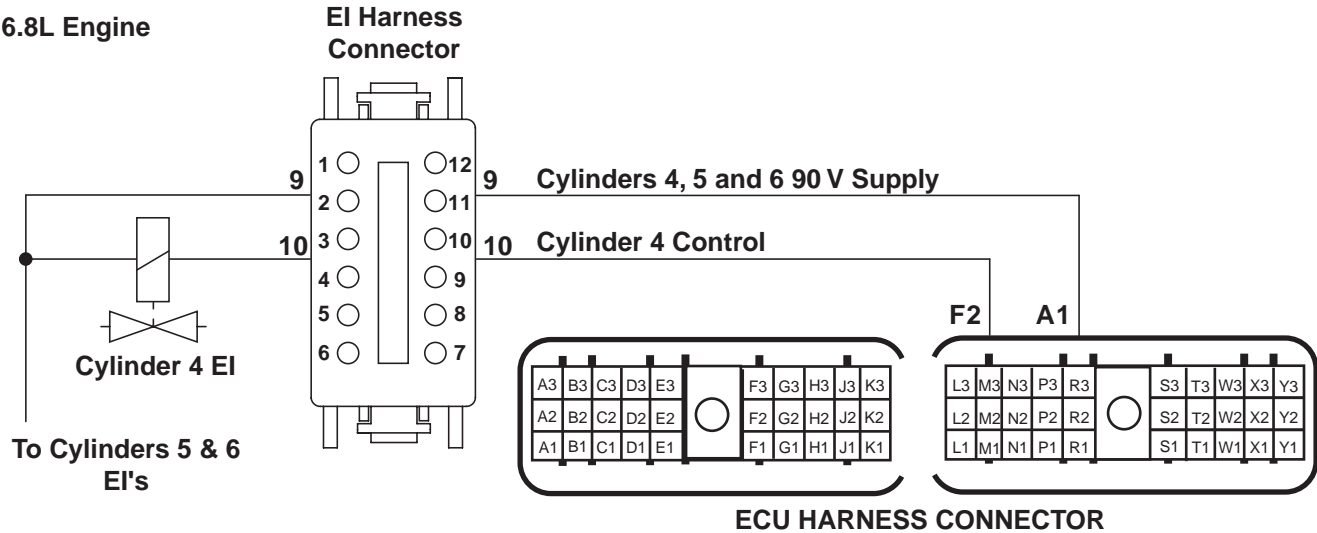 6.8L Engine
EI Harness
Connector
1 12
2 11
3 10
4 9
5 8
6 7
9
10
9 Cylinders 4, 5 and 6 90 V Supply
10 Cylinder 4 Control
Cylinder 4 EI
To Cylinders 5 & 6
EI's
F2 A1
A3 B3 C3 D3 E3 F3 G3 H3 J3 K3
A2 B2 C2 D2 E2 F2 G2 H2 J2 K2
A1 B1 C1 D1 E1 F1 G1 H1 J1 K1
L3 M3 N3 P3 R3 S3 T3 W3 X3 Y3
L2 M2 N2 P2 R2 S2 T2 W2 X2 Y2
L1 M1 N1 P1 R1 S1 T1 W1 X1 Y1
ECU HARNESS CONNECTOR